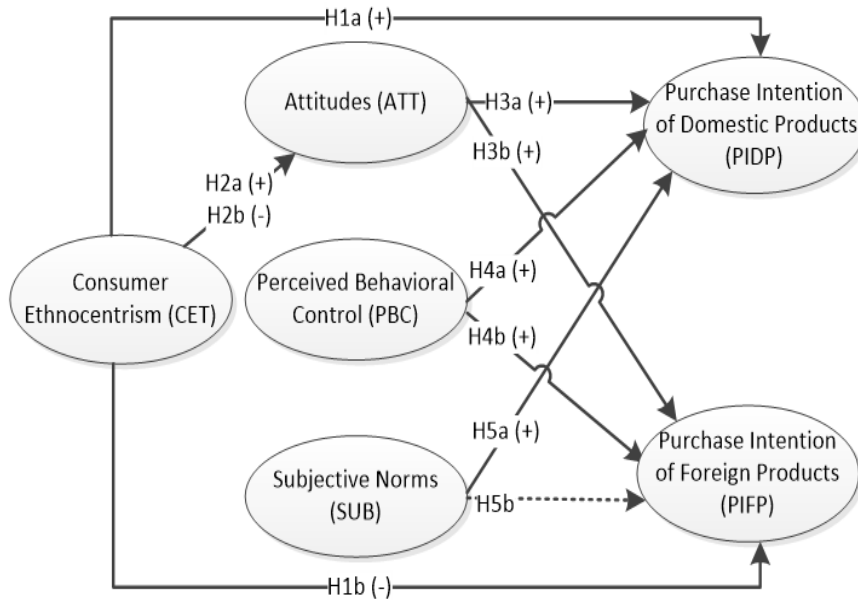 H1a (+)
Attitudes (ATT)
H3a (+)
H3b (+)
Purchase Intention
of Domestic Products
(PIDP)
H2a (+)
H2b (-)
Consumer
Ethnocentrism (CET)
Perceived Behavioral
Control (PBC)
H4a (+)
H4b (+)
Subjective Norms
(SUB)
H5a (+)
H5b
Purchase Intention
of Foreign Products
(PIFP)
H1b (-)